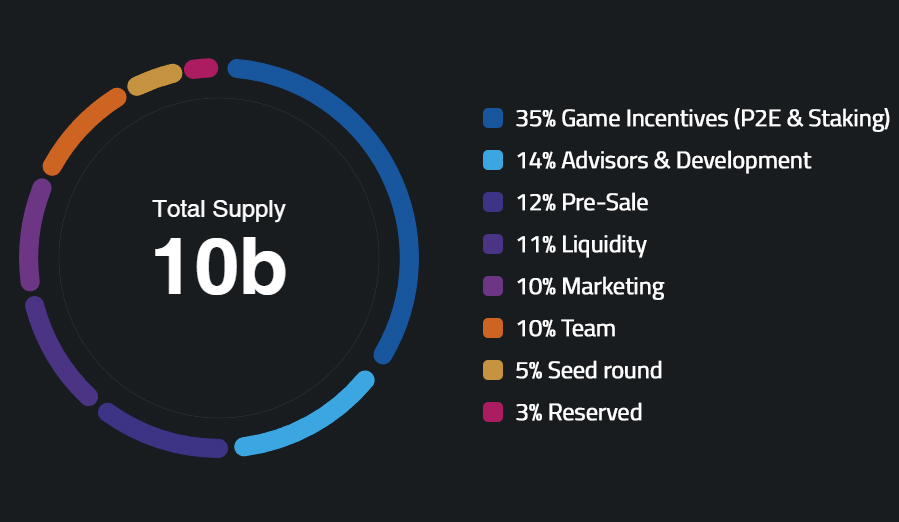 Total Supply
10b
35% Game Incentives (P2E & Staking)
14% Advisors & Development
12% Pre-Sale
11% Liquidity
10% Marketing
10% Team
5% Seed round
3% Reserved